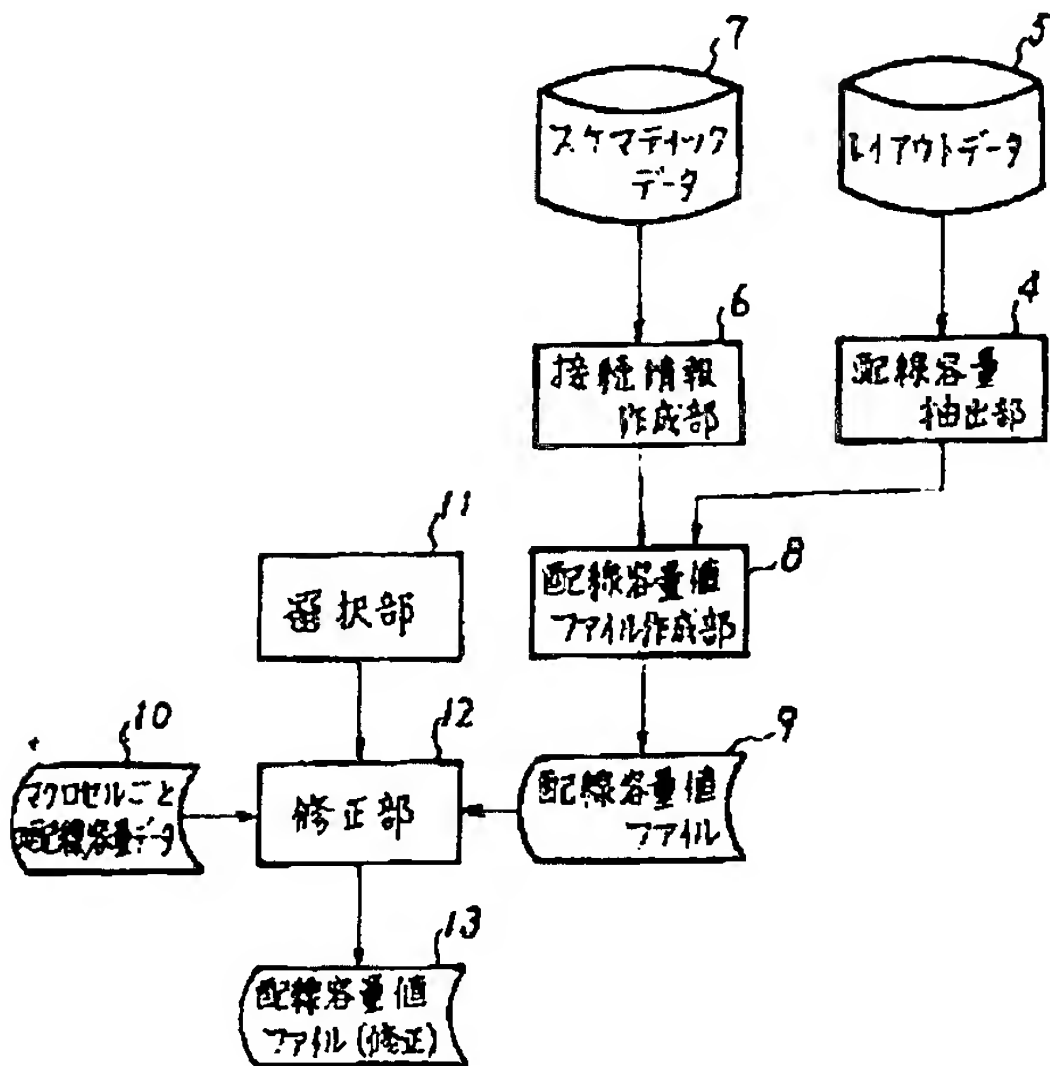 7
5
スケマティック
データ
レイアウトデータ
6
4
接続情報
作成部
配線容量
抽出部
11
選択部
8
配線容量値
ファイル作成部
10
12
9
マクロセルごと
の配線容量データ
修正部
配線容量値
ファイル
13
配線容量値
ファイル(修正)